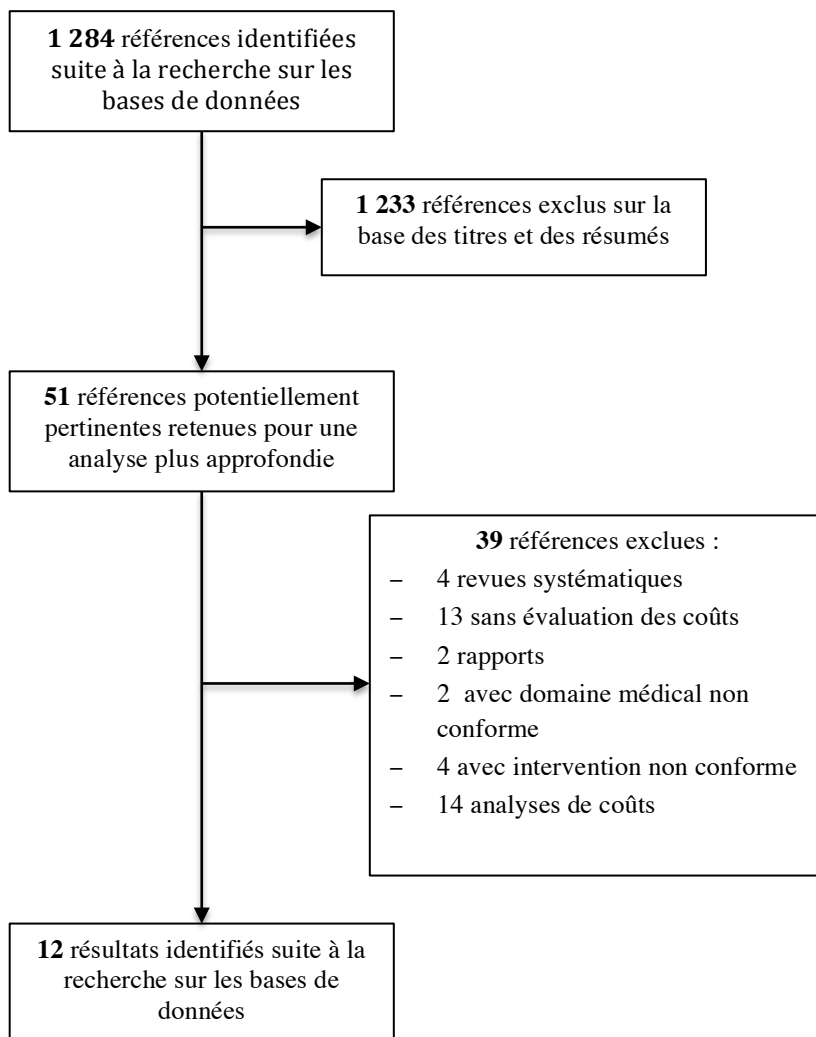 1 284 références identifiées
suite à la recherche sur les
bases de données
1 233 références exclus sur la
base des titres et des résumés
51 références potentiellement
pertinentes retenues pour une
analyse plus approfondie
39 références exclues :
– 4 revues systématiques
– 13 sans évaluation des coûts
– 2 rapports
– 2 avec domaine médical non
conforme
– 4 avec intervention non conforme
– 14 analyses de coûts
12 résultats identifiés suite à la
recherche sur les bases de
données